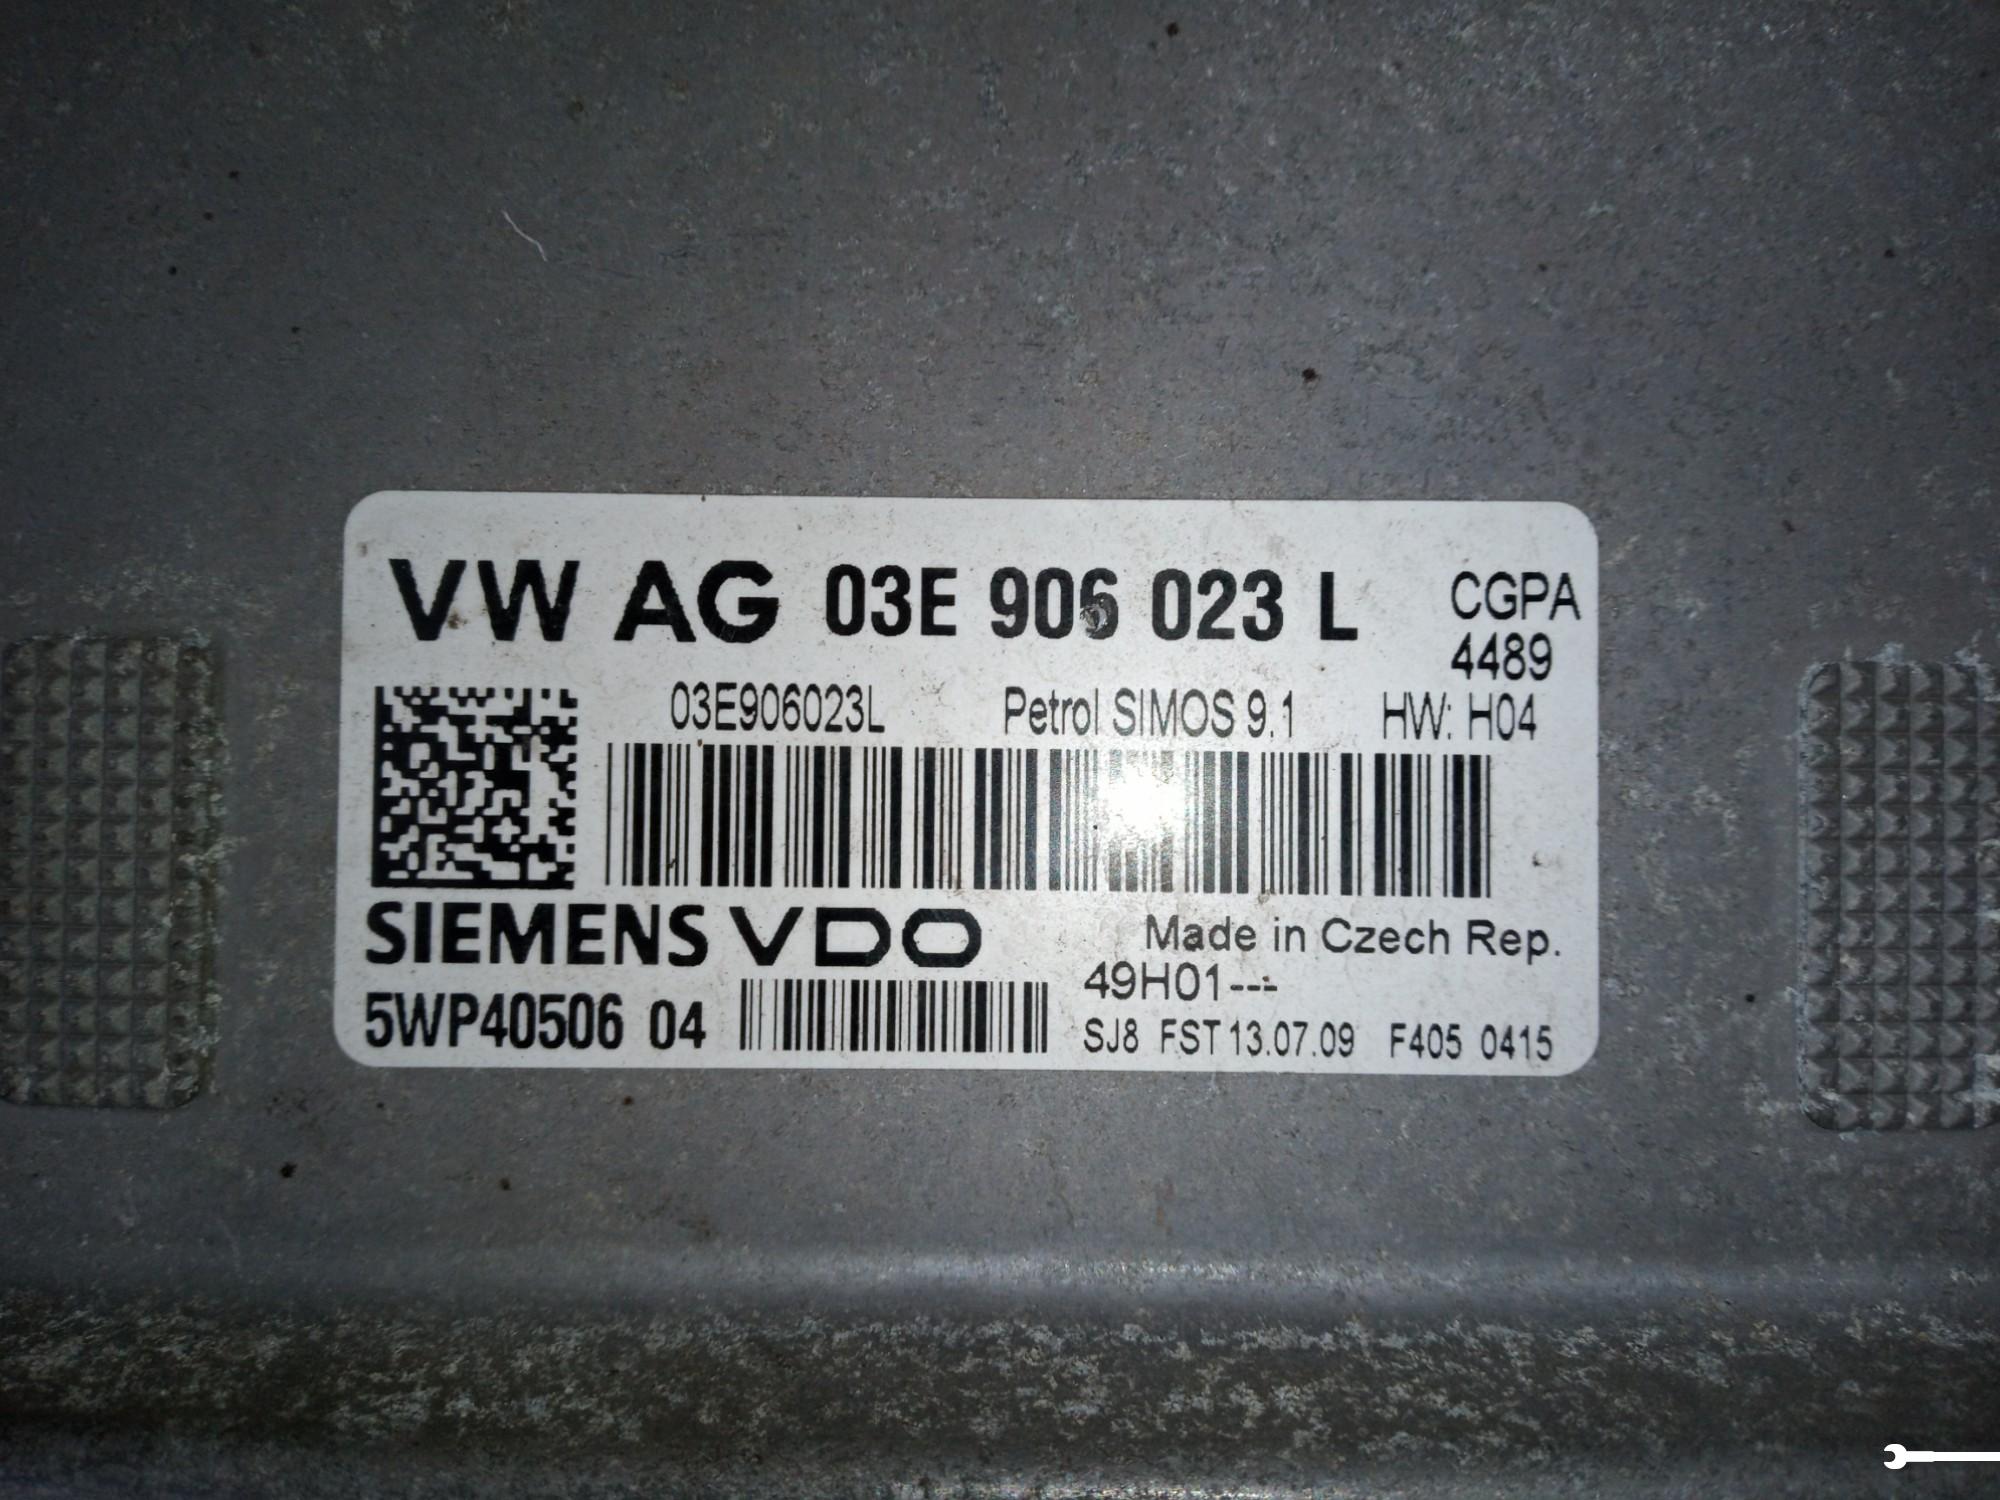 VW AG 03E 906 023 L CGPA
4489
03E906023L Petrol SIMOS 9.1 HW: H04
SIEMENS VDO Made in Czech Rep.
49H01---
5WP40506 04 SJ8 FST 13.07.09 F405 0415